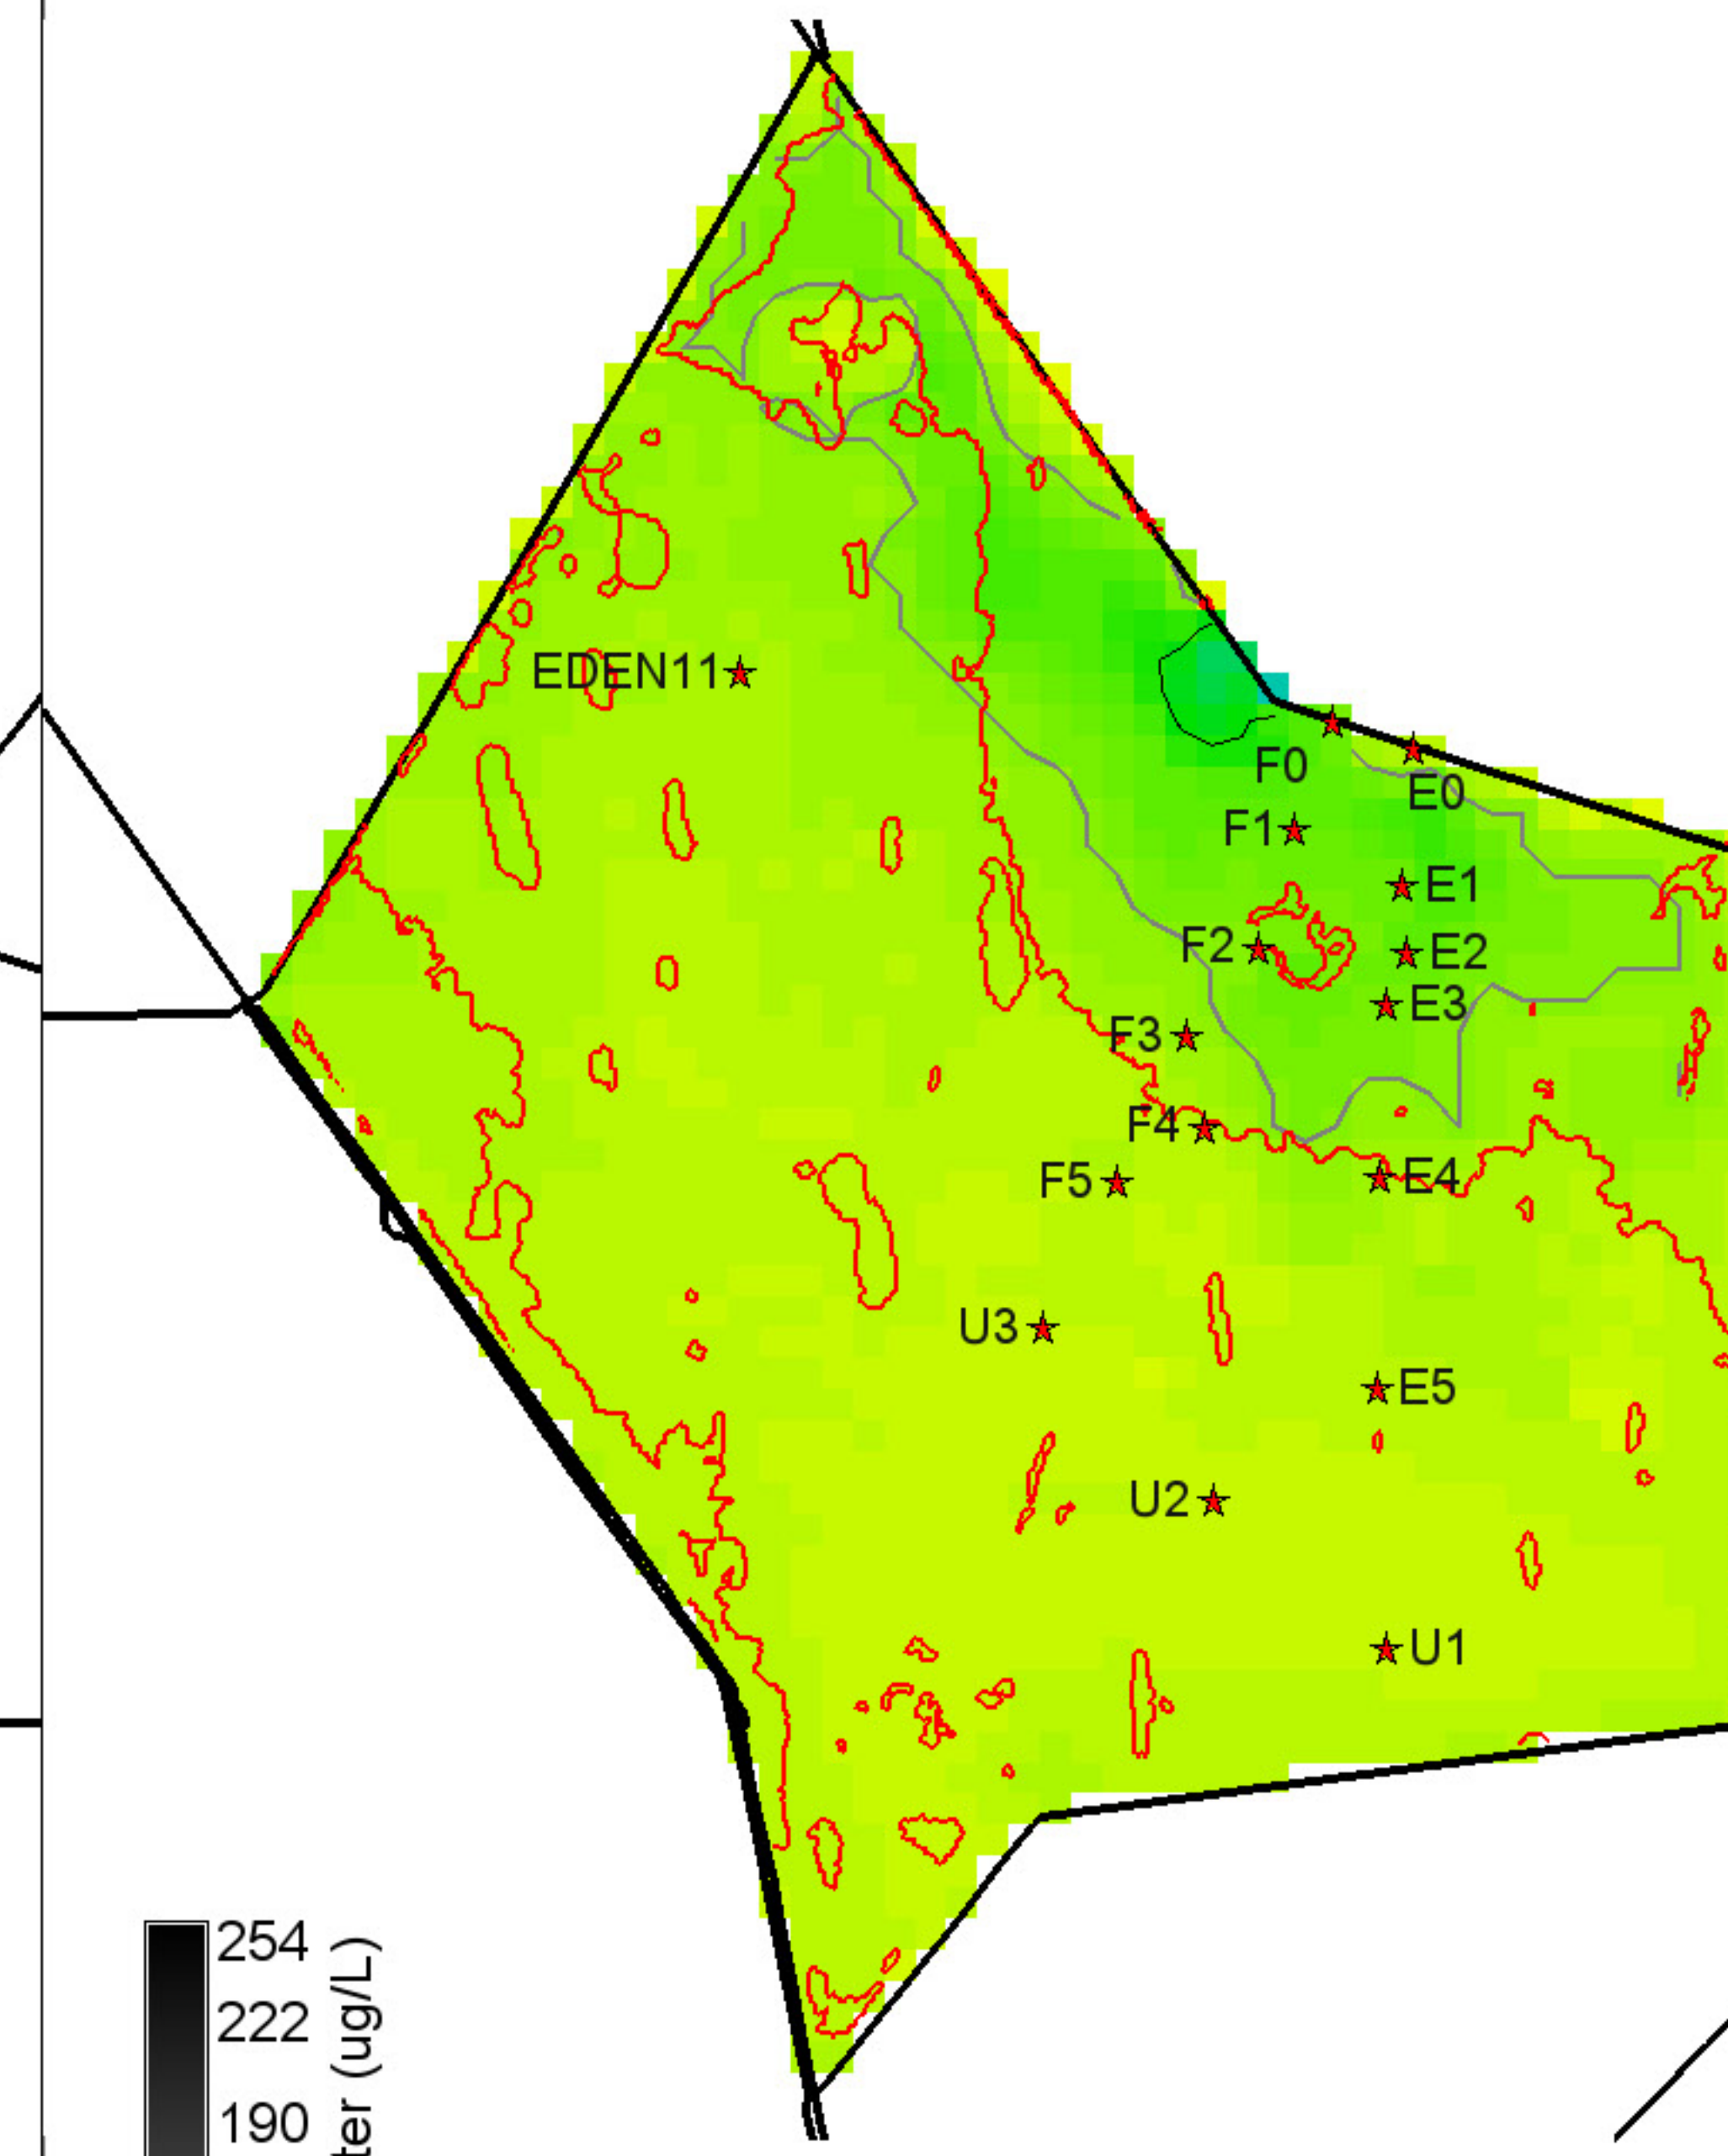 EDEN11
F0
E0
F1
E1
F2
E2
E3
F3
F4
E4
F5
U3
E5
U2
U1
254
222
190
ter (ug/L)